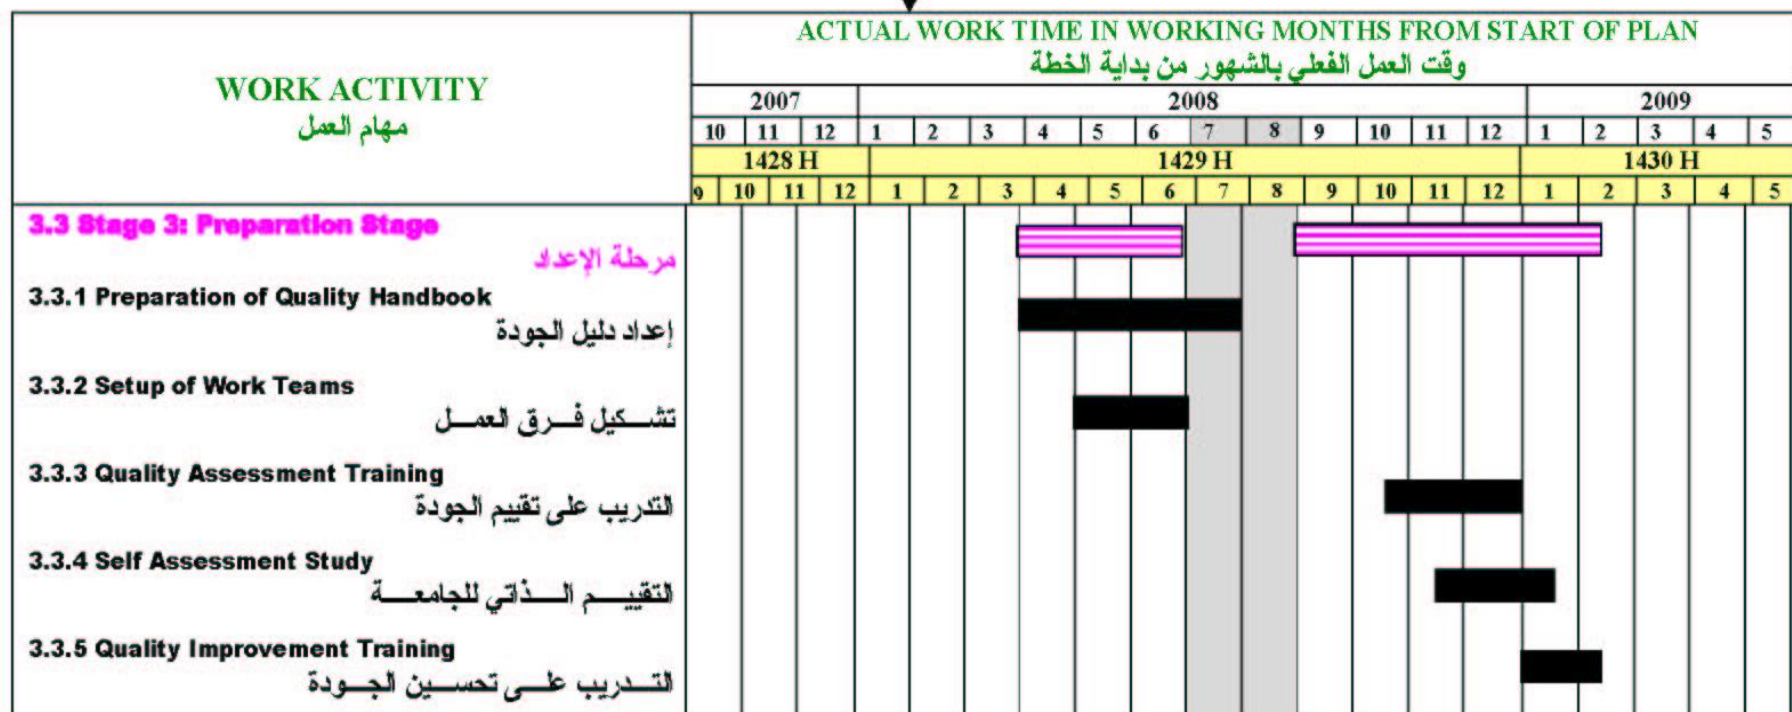 ACTUAL WORK TIME IN WORKING MONTHS FROM START OF PLAN
وقت العمل الفعلي بالشهور من بداية الخطة
WORK ACTIVITY
مهام العمل
2007 2008 2009
10 11 12 1 2 3 4 5 6 7 8 9 10 11 12 1 2 3 4 5
1428 H 1429 H 1430 H
9 10 11 12 1 2 3 4 5 6 7 8 9 10 11 12 1 2 3 4 5
3.3 Stage 3: Preparation Stage
مرحلة الإعداد
3.3.1 Preparation of Quality Handbook
إعداد دليل الجودة
3.3.2 Setup of Work Teams
تشـــكيل فـــرق العمـــل
3.3.3 Quality Assessment Training
التدريب على تقييم الجودة
3.3.4 Self Assessment Study
التقييـــم الـــذاتي للجامعـــة
3.3.5 Quality Improvement Training
التـــدريب علـــى تحســـين الجـــودة